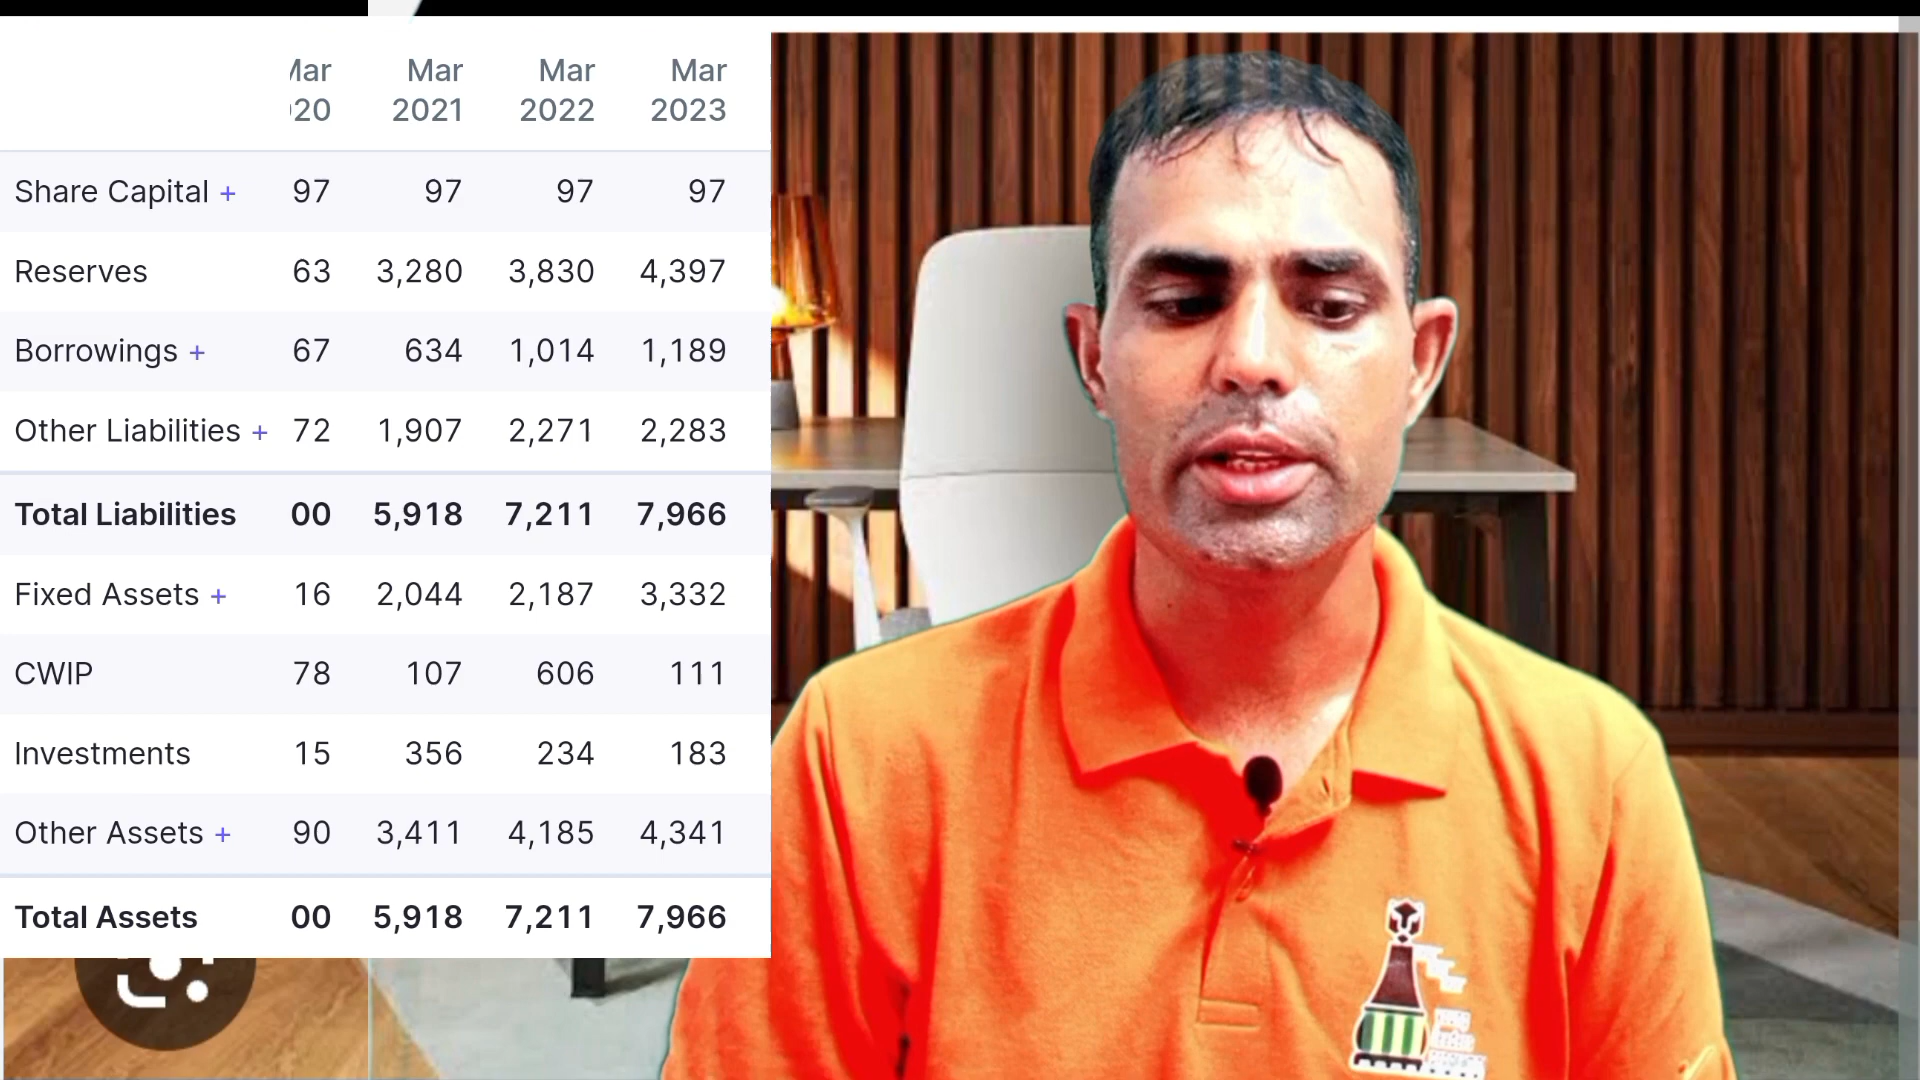 Mar Mar Mar Mar
20 2021 2022 2023
Share Capital + 97 97 97 97
Reserves 63 3,280 3,830 4,397
Borrowings + 67 634 1,014 1,189
Other Liabilities + 72 1,907 2,271 2,283
Total Liabilities 00 5,918 7,211 7,966
Fixed Assets + 16 2,044 2,187 3,332
CWIP 78 107 606 111
Investments 15 356 234 183
Other Assets + 90 3,411 4,185 4,341
Total Assets 00 5,918 7,211 7,966